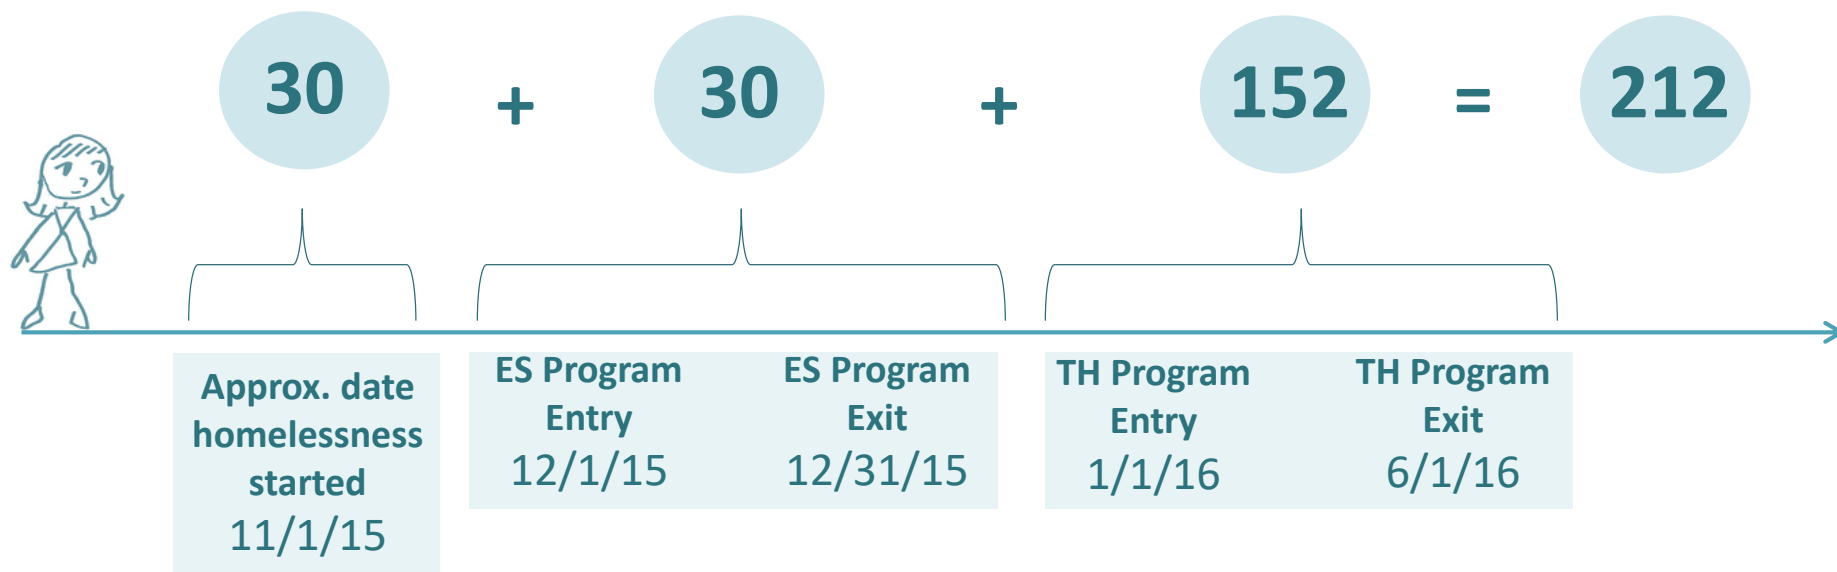 30 + 30 + 152 = 212
Approx. date
homelessness
started
11/1/15
ES Program
Entry
12/1/15
ES Program
Exit
12/31/15
TH Program
Entry
1/1/16
TH Program
Exit
6/1/16